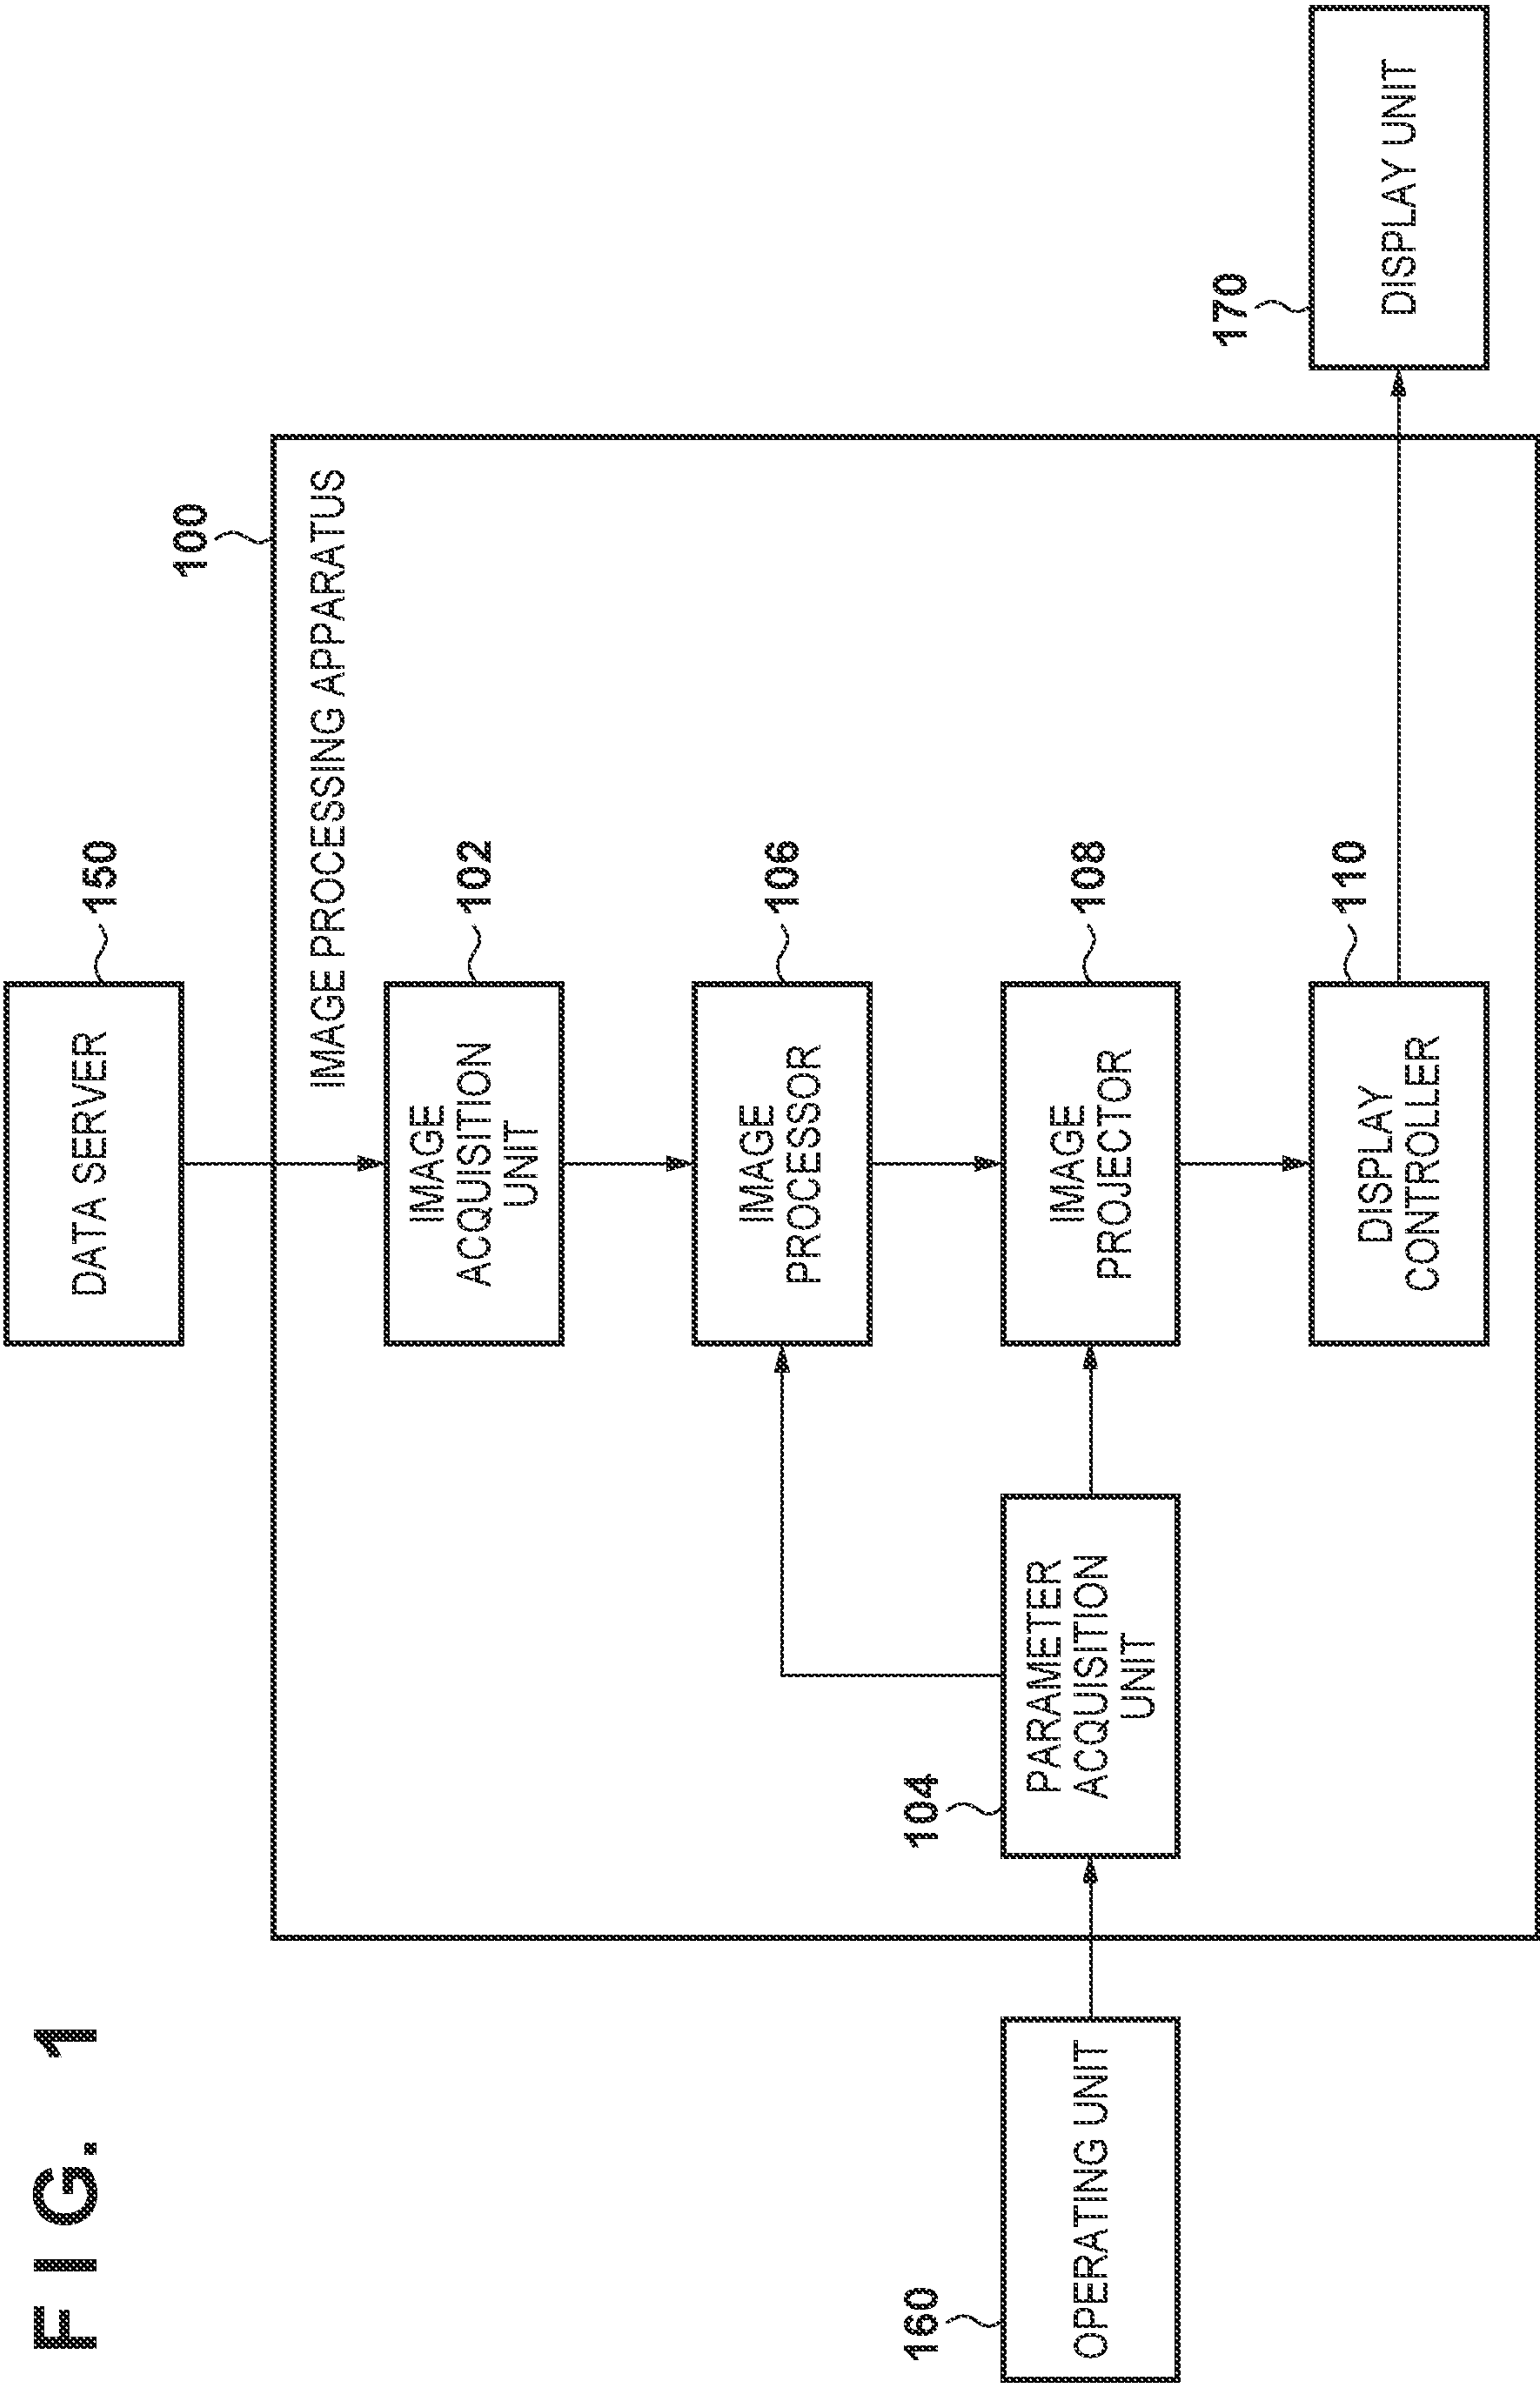 FIG. 1
150
DATA SERVER
100
IMAGE PROCESSING APPARATUS
102
IMAGE
ACQUISITION
UNIT
106
IMAGE
PROCESSOR
160
OPERATING UNIT
104
PARAMETER
ACQUISITION
UNIT
108
IMAGE
PROJECTOR
110
DISPLAY
CONTROLLER
170
DISPLAY UNIT